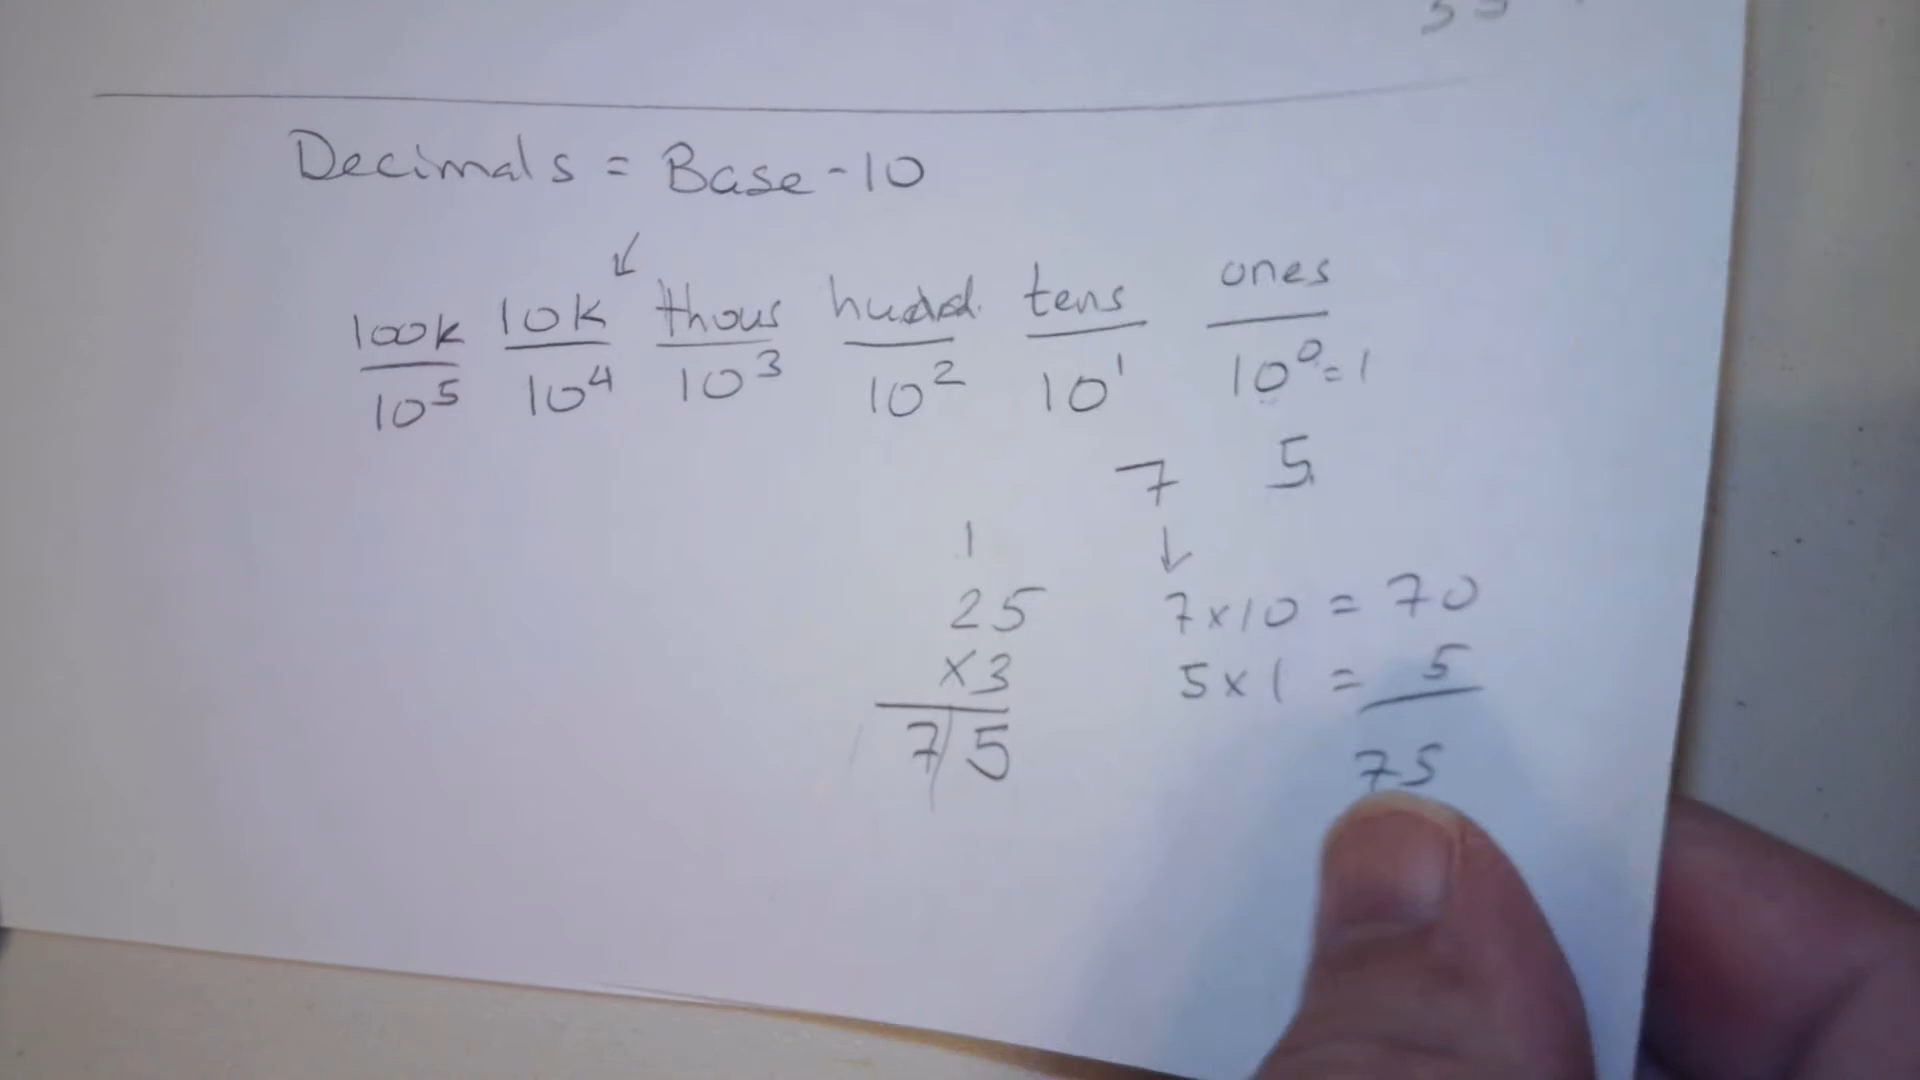 Decimals = Base-10
100k 10k thous hudd. tens ones
10^5 10^4 10^3 10^2 10^1 10^0=1
7 5
1
25 7x10 = 70
x3 5x1 = 5
75 75